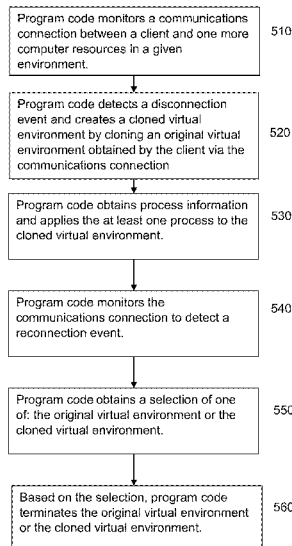 Program code monitors a communications
connection between a client and one more
computer resources in a given
environment.
510
Program code detects a disconnection
event and creates a cloned virtual
environment by cloning an original virtual
environment obtained by the client via the
communications connection
520
Program code obtains process information
and applies the at least one process to the
cloned virtual environment.
530
Program code monitors the
communications connection to detect a
reconnection event.
540
Program code obtains a selection of one
of: the original virtual environment or the
cloned virtual environment.
550
Based on the selection, program code
terminates the original virtual environment
or the cloned virtual environment.
560